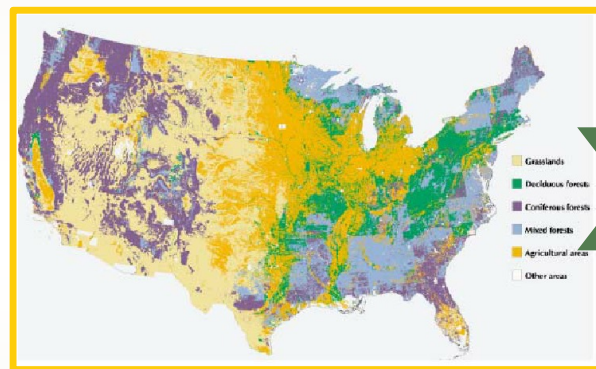 Grasslands
Deciduous forests
Coniferous forests
Mixed forests
Agricultural areas
Other areas